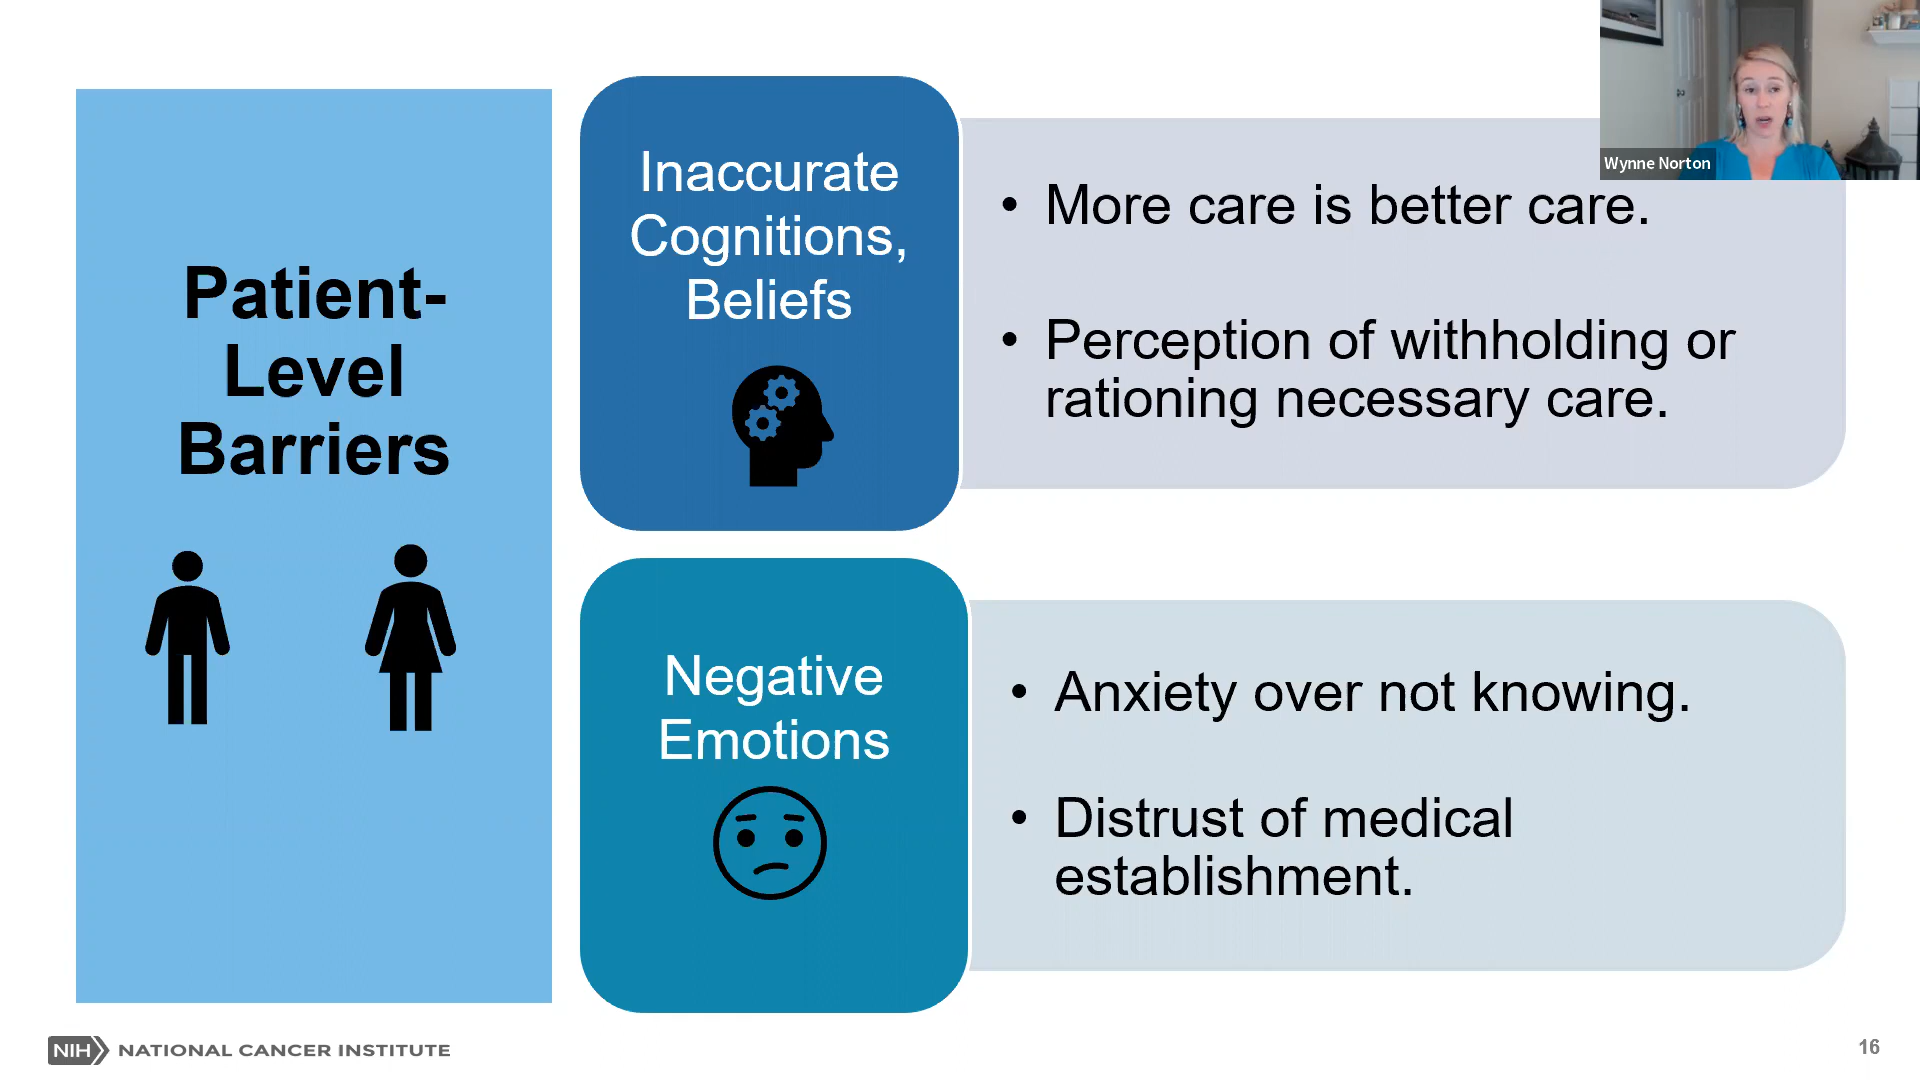 Wynne Norton
Patient-
Level
Barriers
Inaccurate
Cognitions,
Beliefs
• More care is better care.
• Perception of withholding or
rationing necessary care.
Negative
Emotions
• Anxiety over not knowing.
• Distrust of medical
establishment.
NIH NATIONAL CANCER INSTITUTE
16